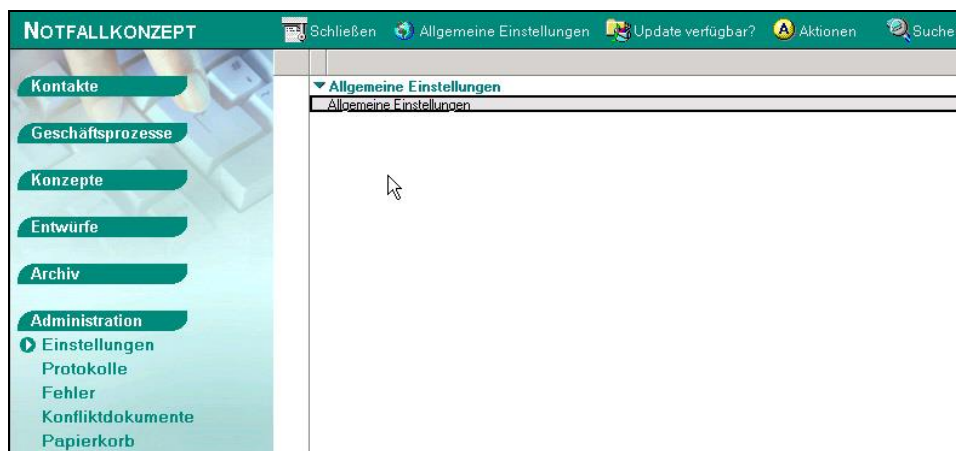 NOTFALLKONZEPT
Schließen Allgemeine Einstellungen Update verfügbar? A Aktionen Suche
Kontakte
Geschäftsprozesse
Konzepte
Entwürfe
Archiv
Administration
Einstellungen
Protokolle
Fehler
Konfliktdokumente
Papierkorb
Allgemeine Einstellungen
Allgemeine Einstellungen